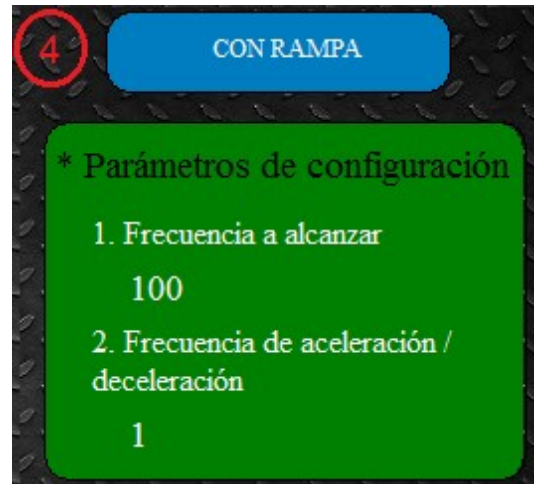 4
CON RAMPA
* Parámetros de configuración
1. Frecuencia a alcanzar
100
2. Frecuencia de aceleración /
deceleración
1